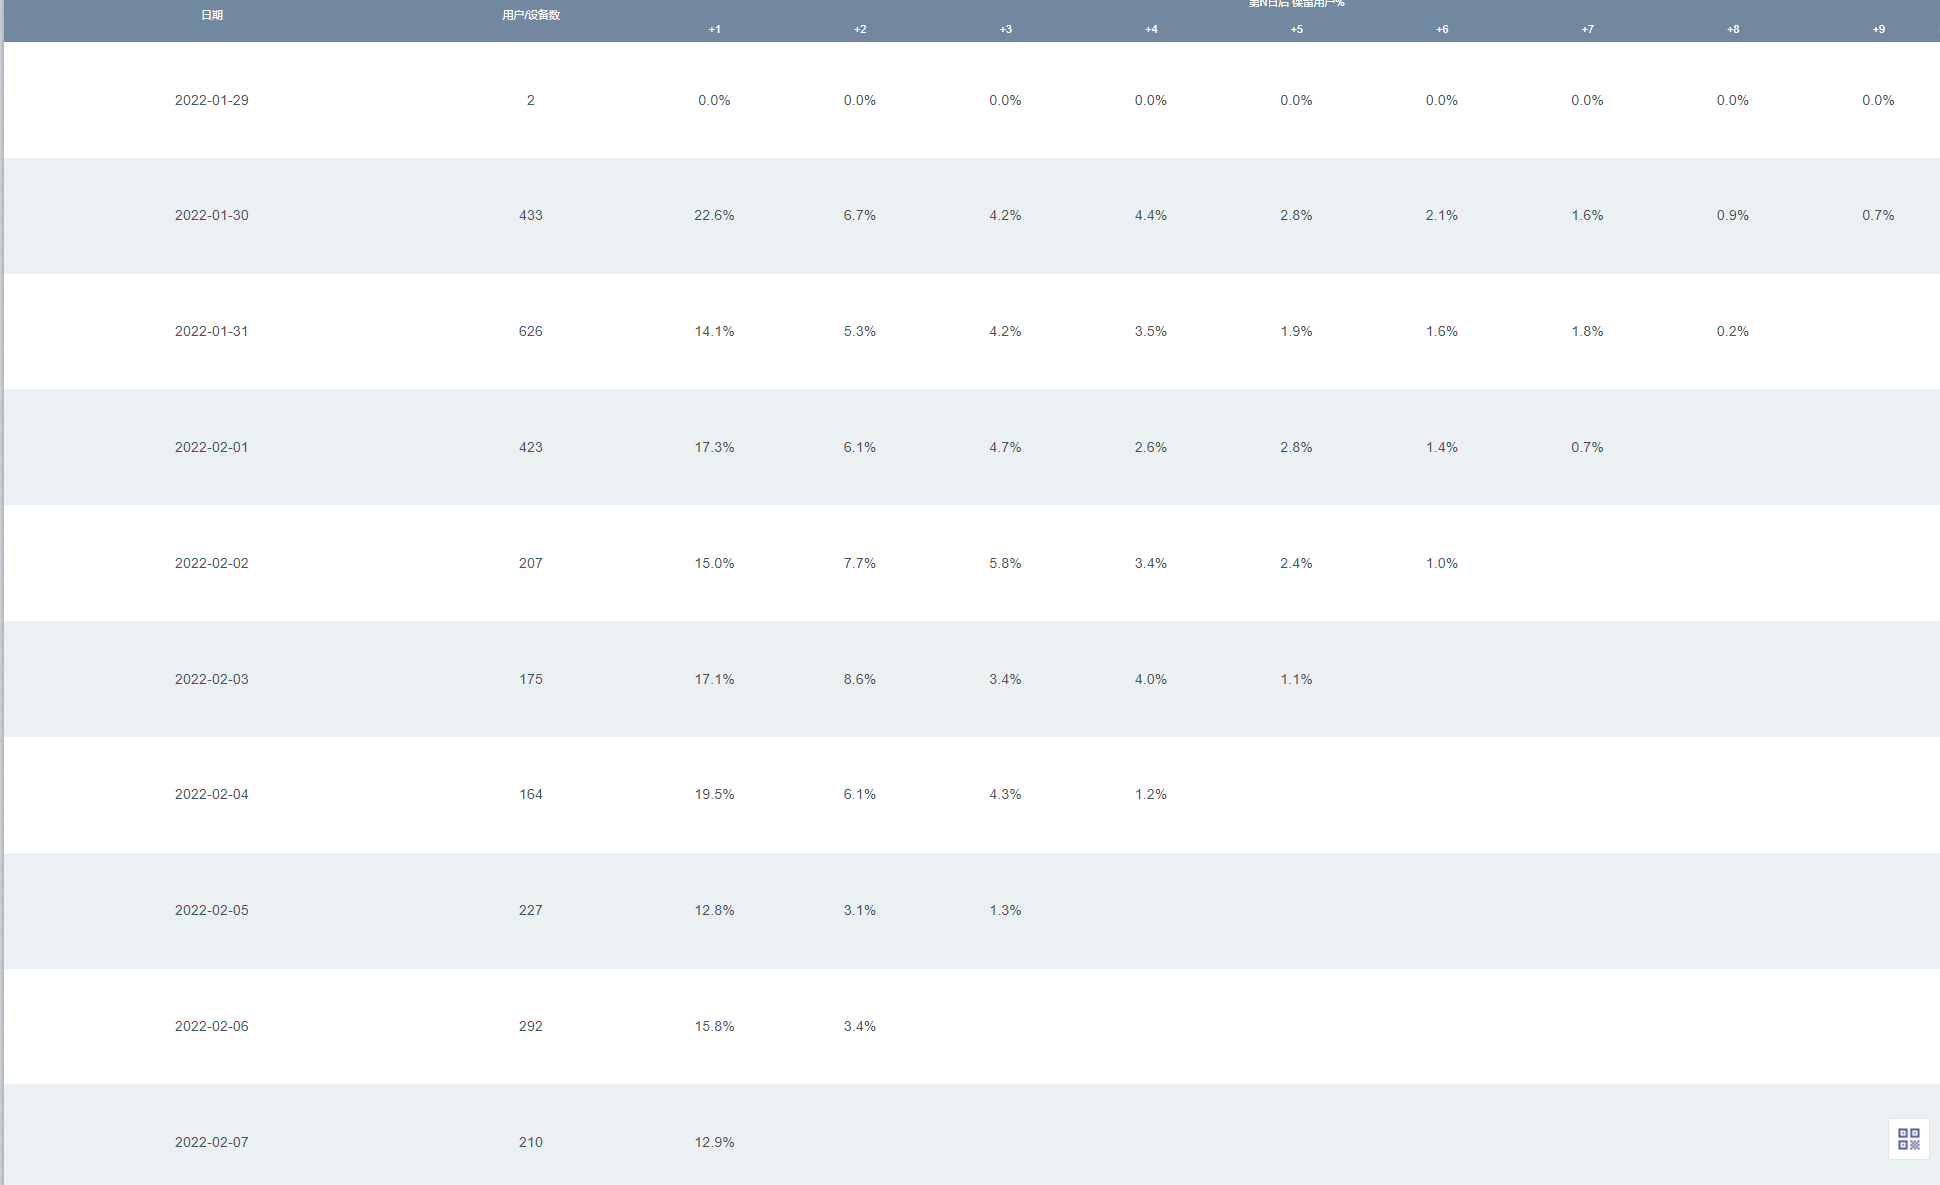 日期 用户/设备数 第N日后 保留用户%
+1 +2 +3 +4 +5 +6 +7 +8 +9
2022-01-29 2 0.0% 0.0% 0.0% 0.0% 0.0% 0.0% 0.0% 0.0% 0.0%
2022-01-30 433 22.6% 6.7% 4.2% 4.4% 2.8% 2.1% 1.6% 0.9% 0.7%
2022-01-31 626 14.1% 5.3% 4.2% 3.5% 1.9% 1.6% 1.8% 0.2%
2022-02-01 423 17.3% 6.1% 4.7% 2.6% 2.8% 1.4% 0.7%
2022-02-02 207 15.0% 7.7% 5.8% 3.4% 2.4% 1.0%
2022-02-03 175 17.1% 8.6% 3.4% 4.0% 1.1%
2022-02-04 164 19.5% 6.1% 4.3% 1.2%
2022-02-05 227 12.8% 3.1% 1.3%
2022-02-06 292 15.8% 3.4%
2022-02-07 210 12.9%